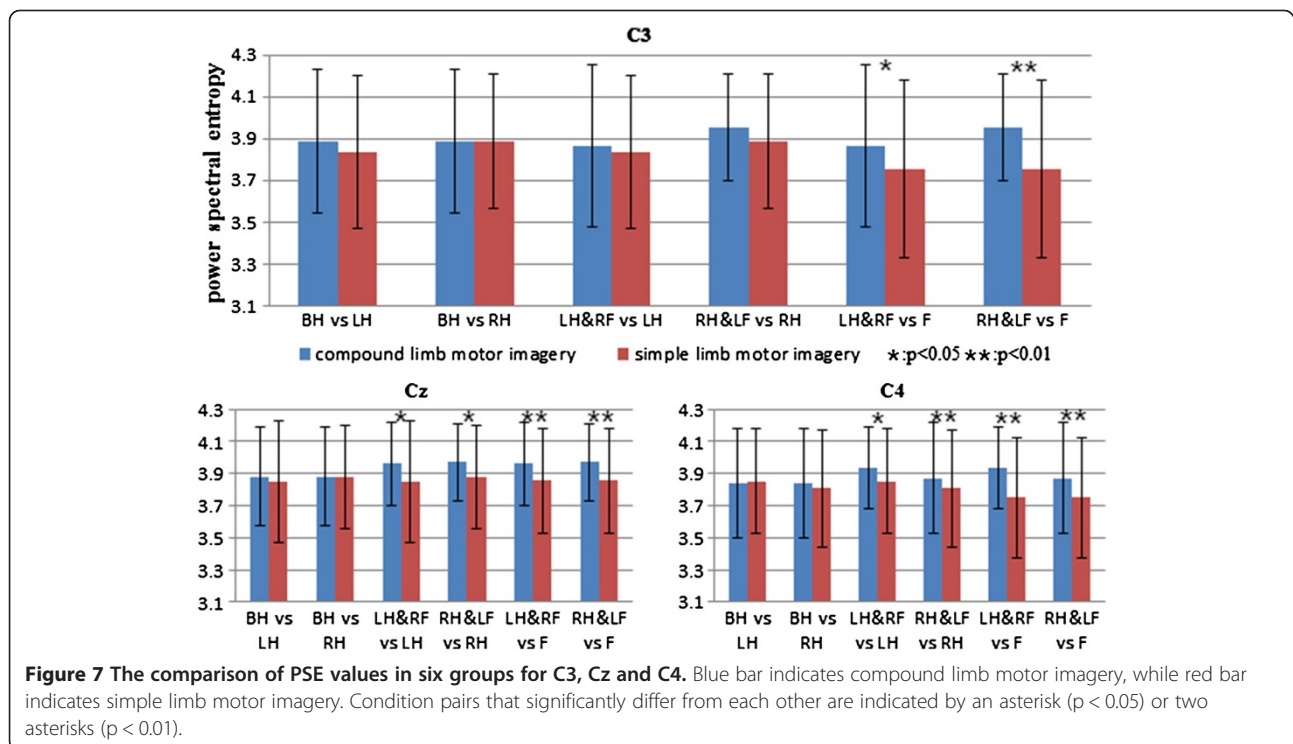 C3
power spectral entropy
4.3
4.1
3.9
3.7
3.5
3.3
3.1
* **
BH vs LH BH vs RH LH&RF vs LH RH&LF vs RH LH&RF vs F RH&LF vs F
compound limb motor imagery simple limb motor imagery *:p<0.05 **:p<0.01
Cz
4.3
4.1
3.9
3.7
3.5
3.3
3.1
* * ** **
BH vs BH vs LH&RF RH&LF LH&RF RH&LF
LH RH vs LH vs RH vs F vs F
C4
4.3
4.1
3.9
3.7
3.5
3.3
3.1
* ** ** **
BH vs BH vs LH&RF RH&LF LH&RF RH&LF
LH RH vs LH vs RH vs F vs F
Figure 7 The comparison of PSE values in six groups for C3, Cz and C4. Blue bar indicates compound limb motor imagery, while red bar
indicates simple limb motor imagery. Condition pairs that significantly differ from each other are indicated by an asterisk (p < 0.05) or two
asterisks (p < 0.01).